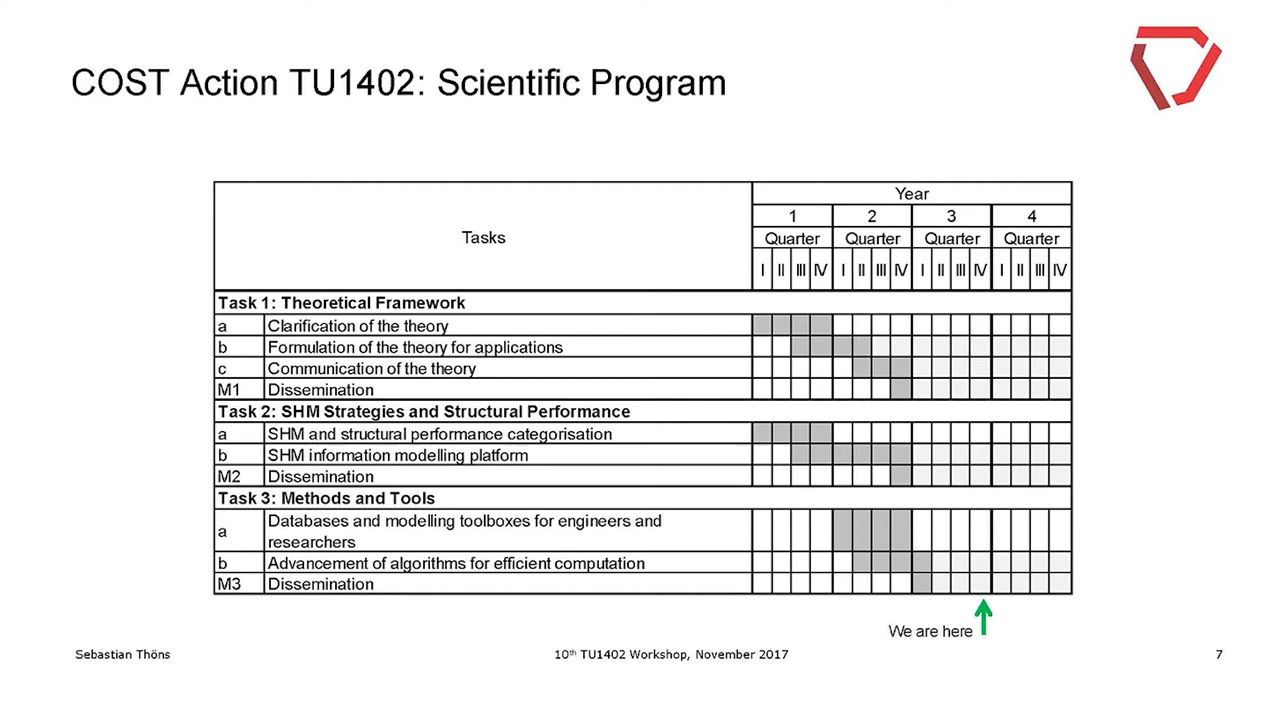 COST Action TU1402: Scientific Program
Tasks
Year
1 2 3 4
Quarter Quarter Quarter Quarter
I II III IV I II III IV I II III IV I II III IV
Task 1: Theoretical Framework
a Clarification of the theory
b Formulation of the theory for applications
c Communication of the theory
M1 Dissemination
Task 2: SHM Strategies and Structural Performance
a SHM and structural performance categorisation
b SHM information modelling platform
M2 Dissemination
Task 3: Methods and Tools
a Databases and modelling toolboxes for engineers and
researchers
b Advancement of algorithms for efficient computation
M3 Dissemination
We are here
Sebastian Thöns 10th TU1402 Workshop, November 2017 7